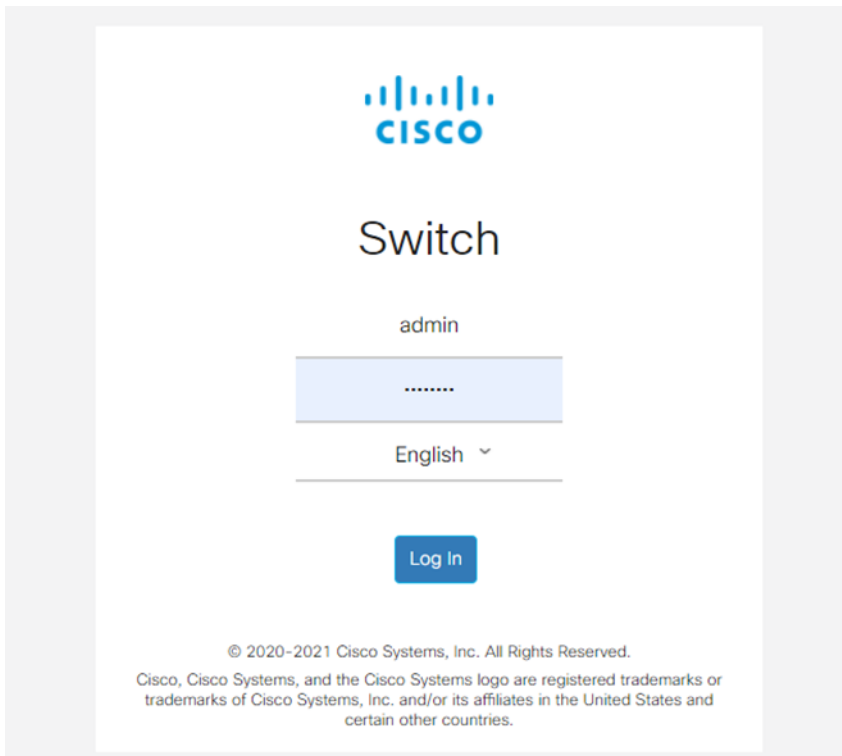 CISCO
Switch
admin
········
English
Log In
© 2020-2021 Cisco Systems, Inc. All Rights Reserved.
Cisco, Cisco Systems, and the Cisco Systems logo are registered trademarks or
trademarks of Cisco Systems, Inc. and/or its affiliates in the United States and
certain other countries.